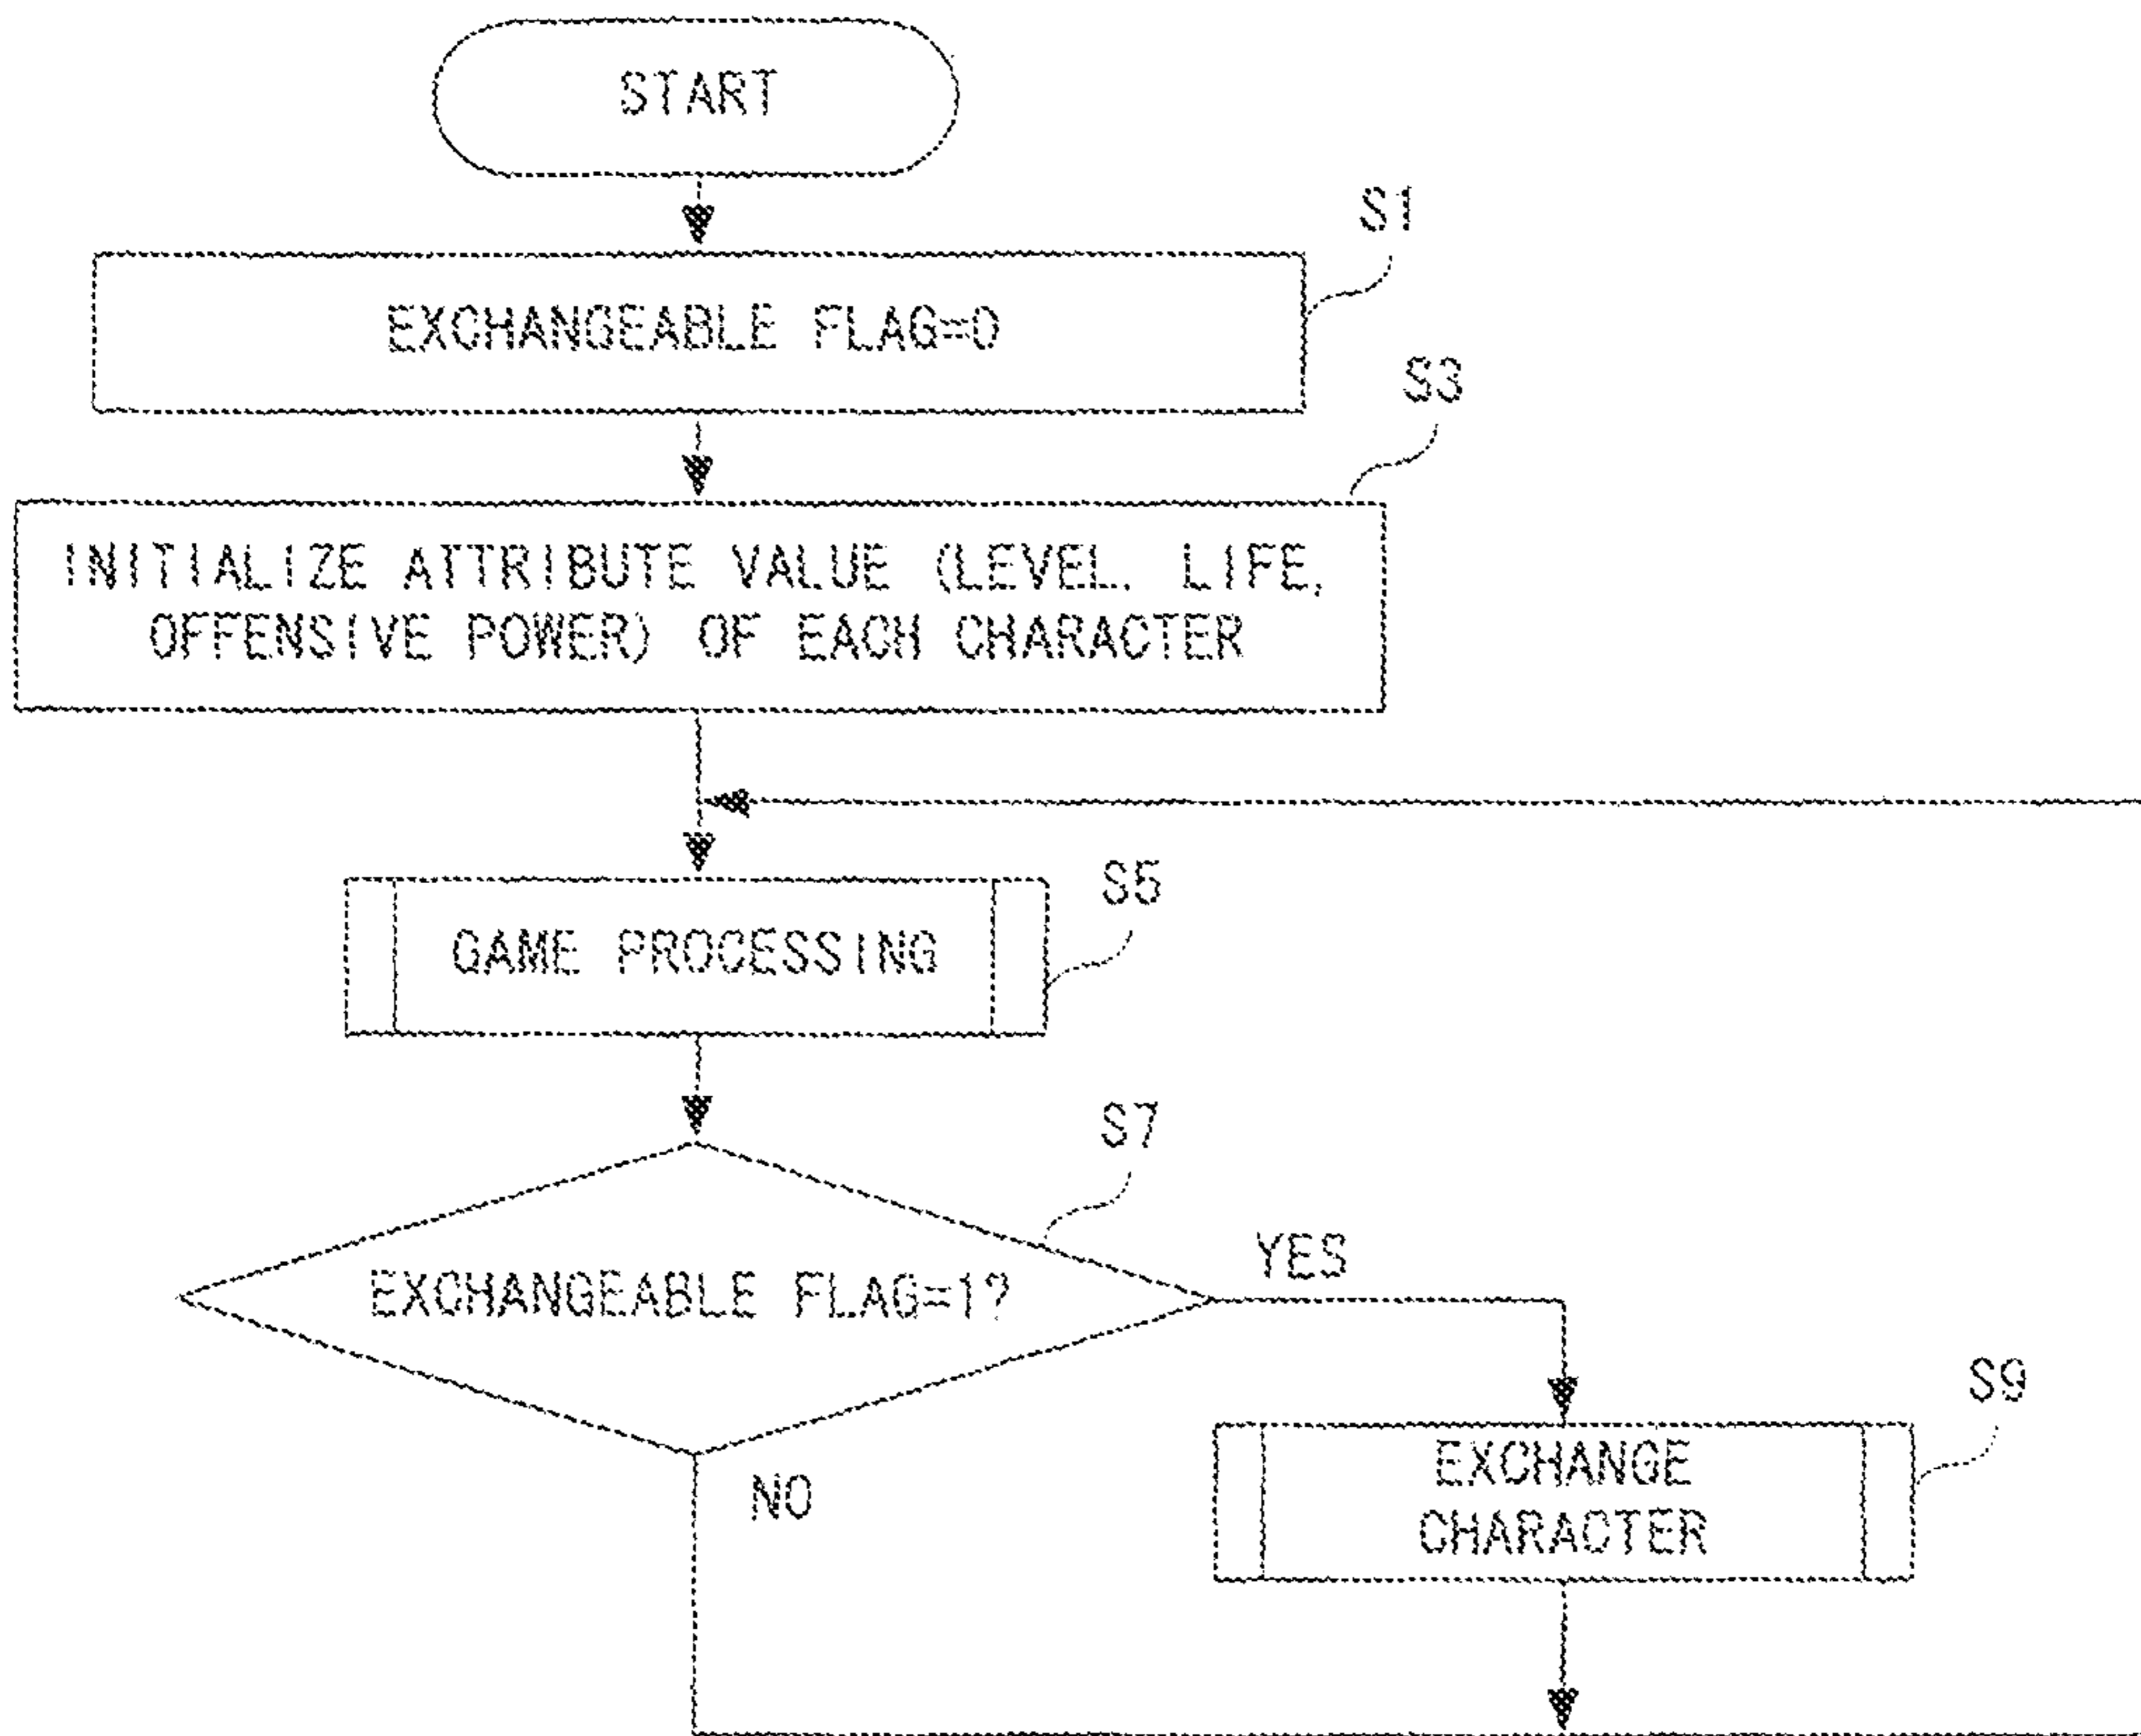 START
S1
EXCHANGEABLE FLAG=0
S3
INITIALIZE ATTRIBUTE VALUE (LEVEL, LIFE,
OFFENSIVE POWER) OF EACH CHARACTER
S5
GAME PROCESSING
S7
EXCHANGEABLE FLAG=1?
YES
S9
EXCHANGE
CHARACTER
NO